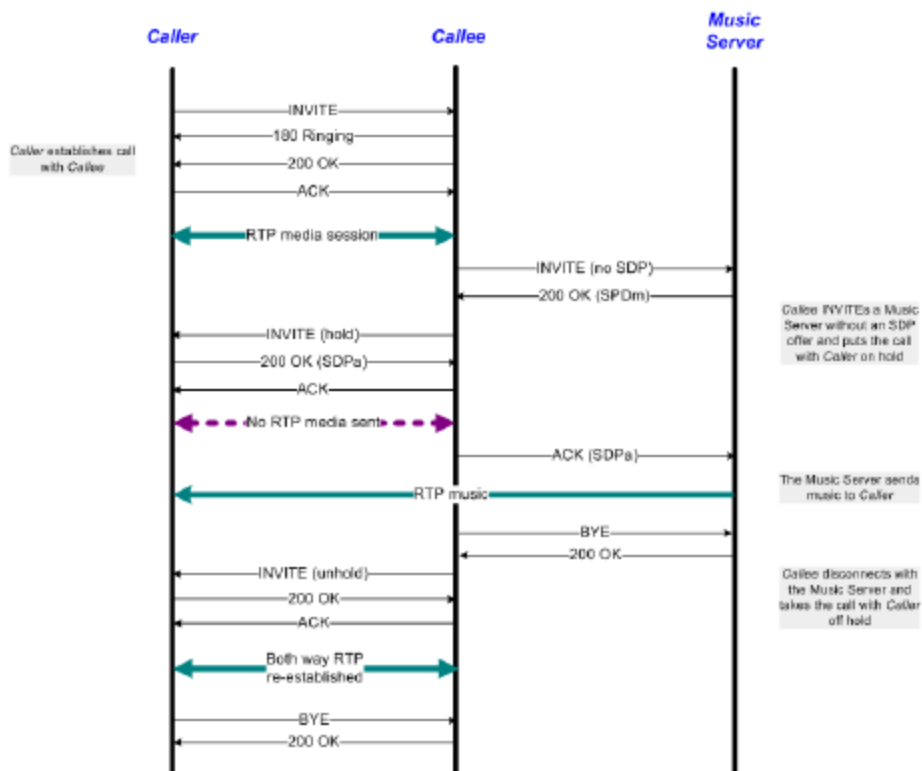 Caller
Callee
Music
Server
INVITE
180 Ringing
Caller establishes call
with Callee
200 OK
ACK
RTP media session
INVITE (no SDP)
200 OK (SPDm)
Callee INVITEs a Music
Server without an SDP
offer and puts the call
with Caller on hold
INVITE (hold)
200 OK (SDPa)
ACK
No RTP media sent
ACK (SDPa)
The Music Server sends
music to Caller
RTP music
BYE
200 OK
INVITE (unhold)
Callee disconnects with
the Music Server and
takes the call with Caller
off hold
200 OK
ACK
Both way RTP
re-established
BYE
200 OK